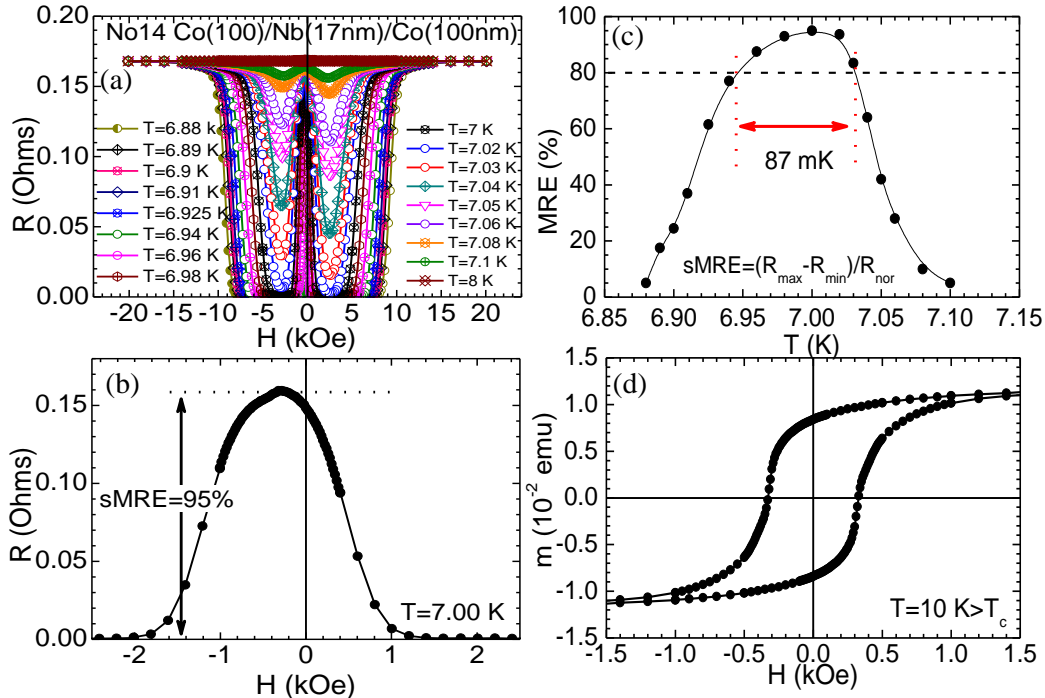 No14 Co(100)/Nb(17nm)/Co(100nm)
(a)
R (Ohms)
0.20
0.15
0.10
0.05
0.00
T=6.88 K
T=6.89 K
T=6.9 K
T=6.91 K
T=6.925K
T=6.94 K
T=6.96 K
T=6.98 K
T=7 K
T=7.02 K
T=7.03 K
T=7.04 K
T=7.05 K
T=7.06 K
T=7.08 K
T=7.1 K
T=8 K
-20 -15 -10 -5 0 5 10 15 20
H (kOe)
(c)
MRE (%)
100
80
60
40
20
0
87 mK
sMRE=(Rmax-Rmin)/Rnor
6.85 6.90 6.95 7.00 7.05 7.10 7.15
T (K)
(b)
R (Ohms)
0.15
0.10
0.05
0.00
sMRE=95%
T=7.00 K
-2 -1 0 1 2
H (kOe)
(d)
m (10-2 emu)
1.5
1.0
0.5
0.0
-0.5
-1.0
-1.5
T=10 K>Tc
-1.5 -1.0 -0.5 0.0 0.5 1.0 1.5
H (kOe)